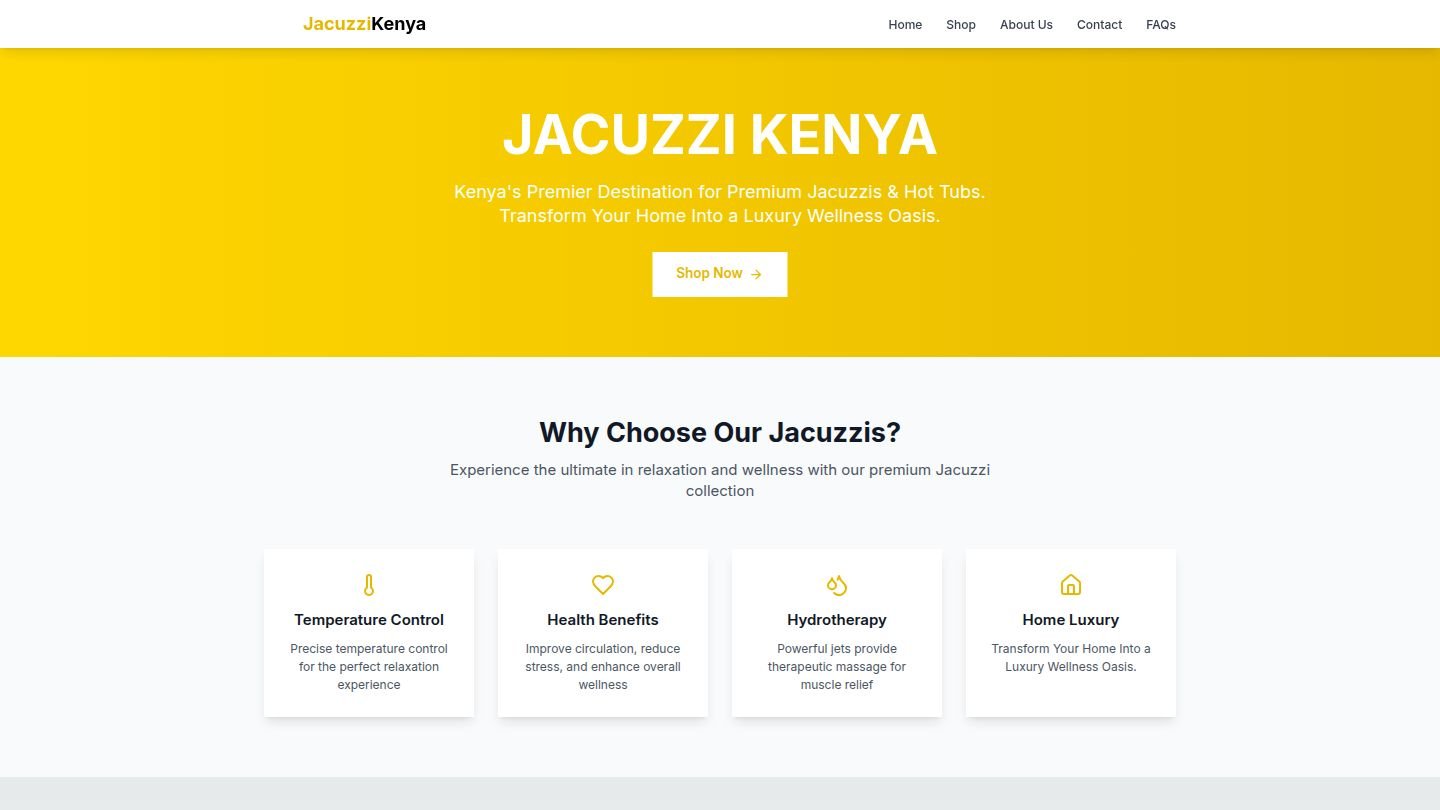 JacuzziKenya
Home
Shop
About Us
Contact
FAQs
JACUZZI KENYA
Kenya's Premier Destination for Premium Jacuzzis & Hot Tubs.
Transform Your Home Into a Luxury Wellness Oasis.
Shop Now
Why Choose Our Jacuzzis?
Experience the ultimate in relaxation and wellness with our premium Jacuzzi
collection
Temperature Control
Precise temperature control
for the perfect relaxation
experience
Health Benefits
Improve circulation, reduce
stress, and enhance overall
wellness
Hydrotherapy
Powerful jets provide
therapeutic massage for
muscle relief
Home Luxury
Transform Your Home Into a
Luxury Wellness Oasis.